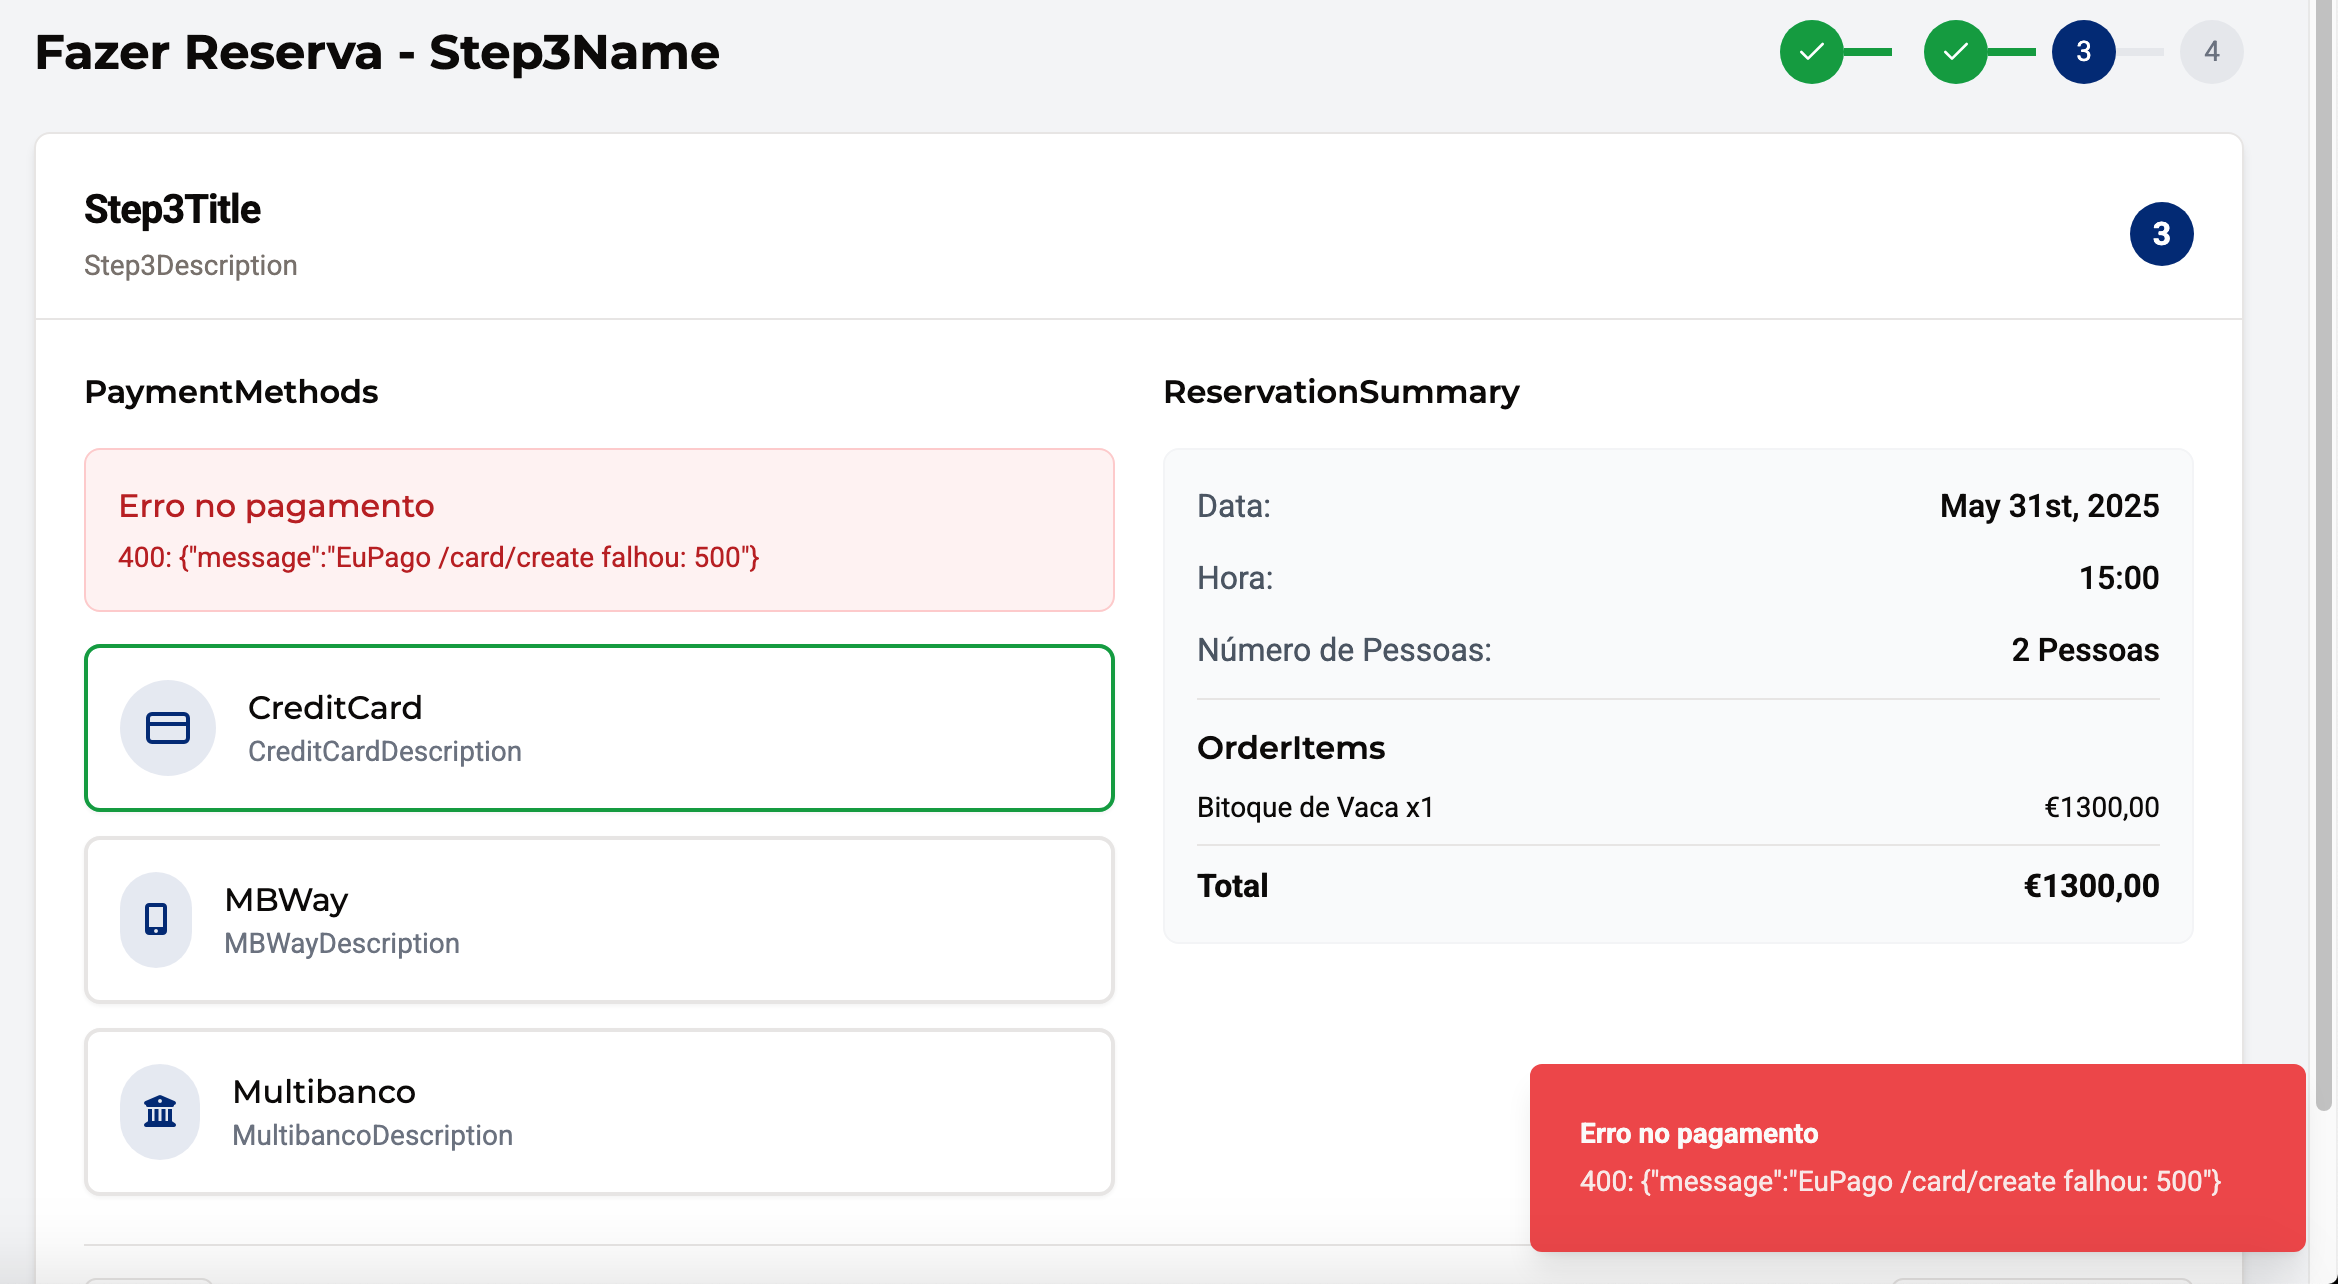 Fazer Reserva - Step3Name
3
4
Step3Title
Step3Description
3
PaymentMethods
Erro no pagamento
400: {"message":"EuPago /card/create falhou: 500"}
CreditCard
CreditCardDescription
MBWay
MBWayDescription
Multibanco
MultibancoDescription
ReservationSummary
Data: May 31st, 2025
Hora: 15:00
Número de Pessoas: 2 Pessoas
OrderItems
Bitoque de Vaca x1 €1300,00
Total €1300,00
Erro no pagamento
400: {"message":"EuPago /card/create falhou: 500"}